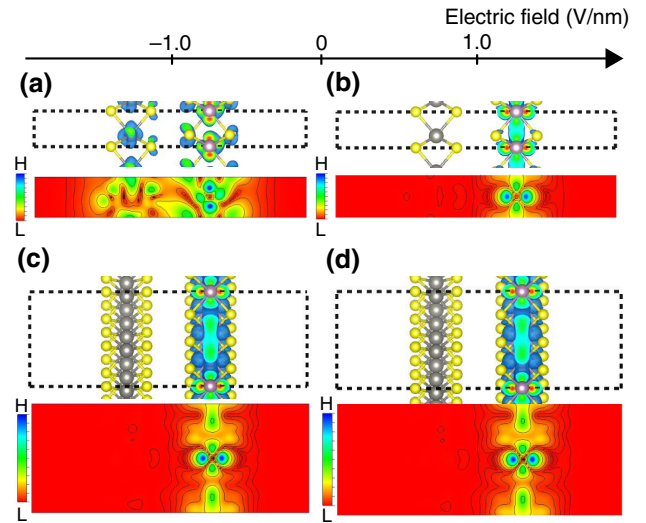 Electric field (V/nm)
−1.0 0 1.0
(a) (b)
H H
L L
(c) (d)
H H
L L